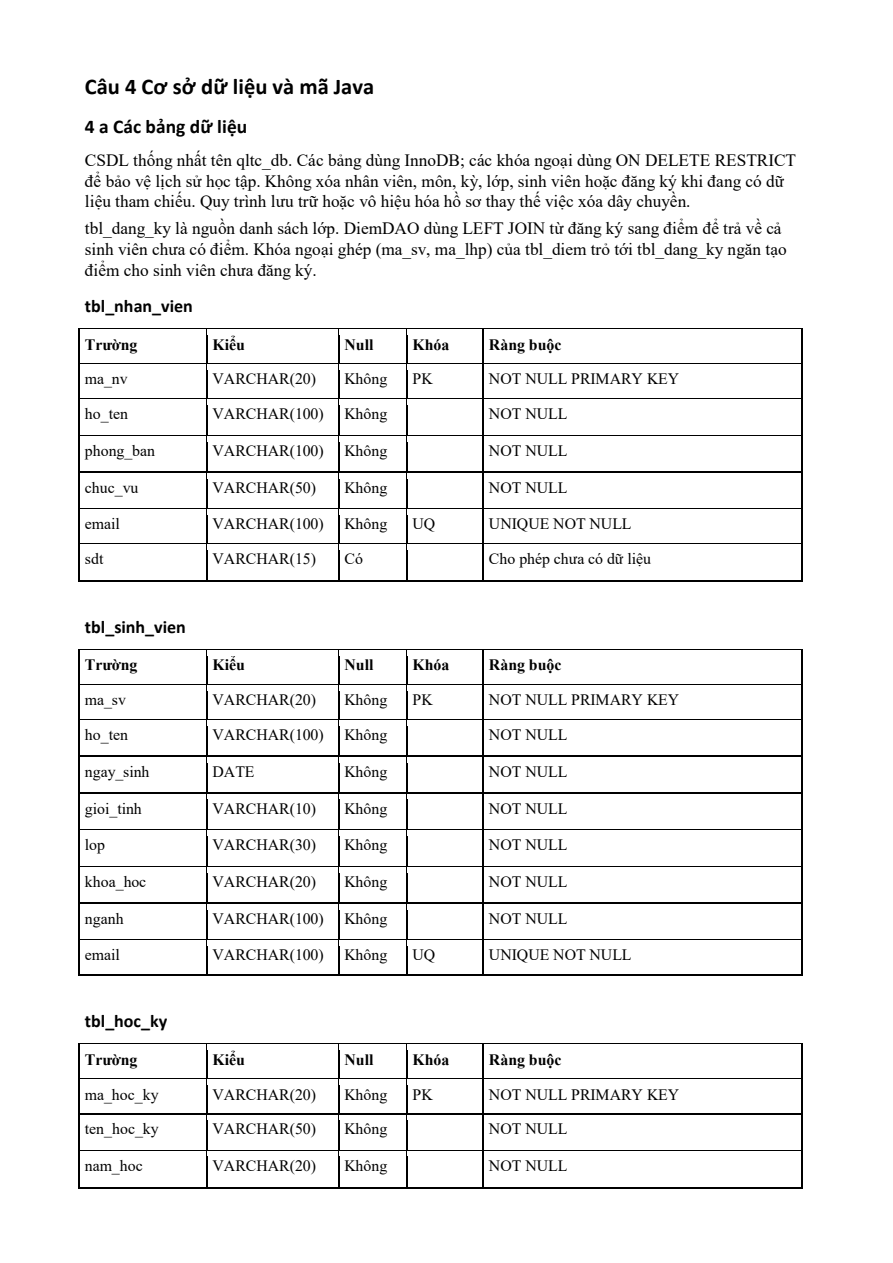 Câu 4 Cơ sở dữ liệu và mã Java
4 a Các bảng dữ liệu
CSDL thống nhất tên qltc_db. Các bảng dùng InnoDB; các khóa ngoại dùng ON DELETE RESTRICT
để bảo vệ lịch sử học tập. Không xóa nhân viên, môn, kỳ, lớp, sinh viên hoặc đăng ký khi đang có dữ
liệu tham chiếu. Quy trình lưu trữ hoặc vô hiệu hóa hồ sơ thay thế việc xóa dây chuyền.
tbl_dang_ky là nguồn danh sách lớp. DiemDAO dùng LEFT JOIN từ đăng ký sang điểm để trả về cả
sinh viên chưa có điểm. Khóa ngoại ghép (ma_sv, ma_lhp) của tbl_diem trỏ tới tbl_dang_ky ngăn tạo
điểm cho sinh viên chưa đăng ký.
tbl_nhan_vien
Trường Kiểu Null Khóa Ràng buộc
ma_nv VARCHAR(20) Không PK NOT NULL PRIMARY KEY
ho_ten VARCHAR(100) Không NOT NULL
phong_ban VARCHAR(100) Không NOT NULL
chuc_vu VARCHAR(50) Không NOT NULL
email VARCHAR(100) Không UQ UNIQUE NOT NULL
sdt VARCHAR(15) Có Cho phép chưa có dữ liệu
tbl_sinh_vien
Trường Kiểu Null Khóa Ràng buộc
ma_sv VARCHAR(20) Không PK NOT NULL PRIMARY KEY
ho_ten VARCHAR(100) Không NOT NULL
ngay_sinh DATE Không NOT NULL
gioi_tinh VARCHAR(10) Không NOT NULL
lop VARCHAR(30) Không NOT NULL
khoa_hoc VARCHAR(20) Không NOT NULL
nganh VARCHAR(100) Không NOT NULL
email VARCHAR(100) Không UQ UNIQUE NOT NULL
tbl_hoc_ky
Trường Kiểu Null Khóa Ràng buộc
ma_hoc_ky VARCHAR(20) Không PK NOT NULL PRIMARY KEY
ten_hoc_ky VARCHAR(50) Không NOT NULL
nam_hoc VARCHAR(20) Không NOT NULL